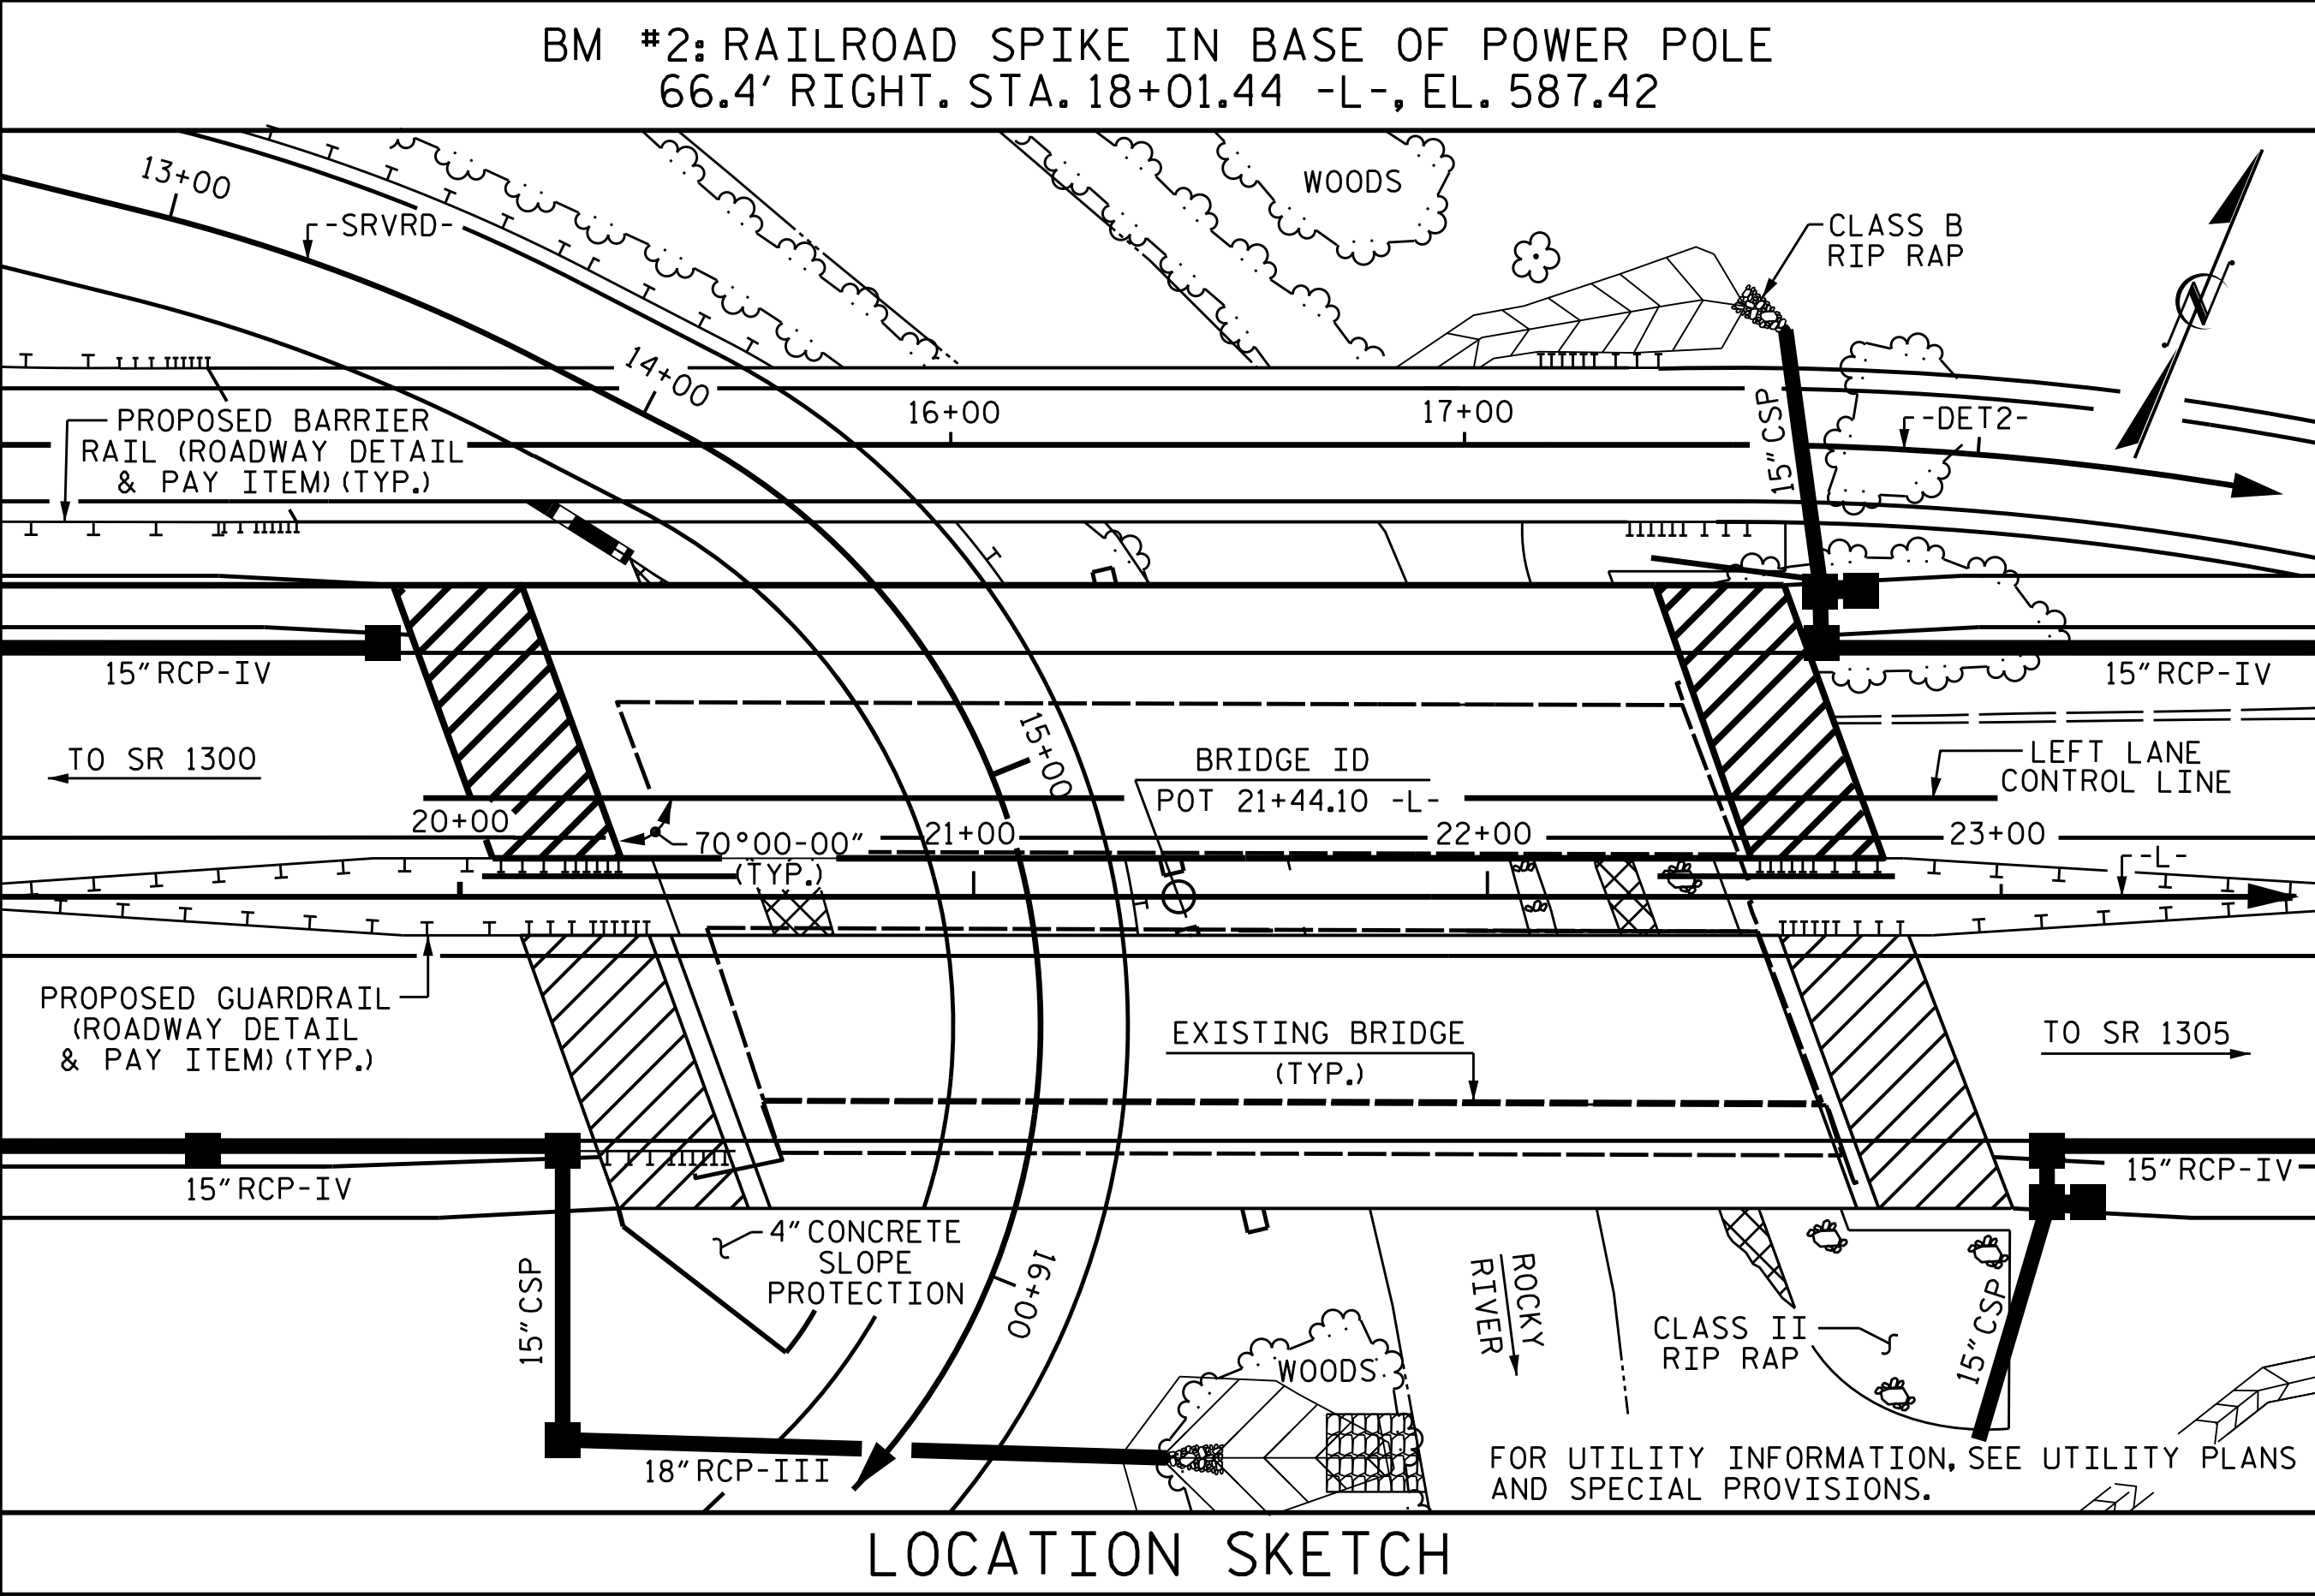 BM #2: RAILROAD SPIKE IN BASE OF POWER POLE
66.4' RIGHT. STA. 18+01.44 -L-, EL. 587.42
13+00
-SRVRD-
WOODS
CLASS B
RIP RAP
N
14+00
16+00
17+00
15" CSP
-DET2-
PROPOSED BARRIER
RAIL (ROADWAY DETAIL
& PAY ITEM) (TYP.)
15" RCP-IV
15" RCP-IV
TO SR 1300
15+00
BRIDGE ID
POT 21+44.10 -L-
LEFT LANE
CONTROL LINE
20+00
70°00-00"
(TYP.)
21+00
22+00
23+00
-L-
PROPOSED GUARDRAIL
(ROADWAY DETAIL
& PAY ITEM) (TYP.)
EXISTING BRIDGE
(TYP.)
TO SR 1305
15" RCP-IV
15" RCP-IV
4" CONCRETE
SLOPE
PROTECTION
16+00
15" CSP
ROCKY
RIVER
CLASS II
RIP RAP
15" CSP
WOODS
18" RCP-III
FOR UTILITY INFORMATION, SEE UTILITY PLANS
AND SPECIAL PROVISIONS.
LOCATION SKETCH